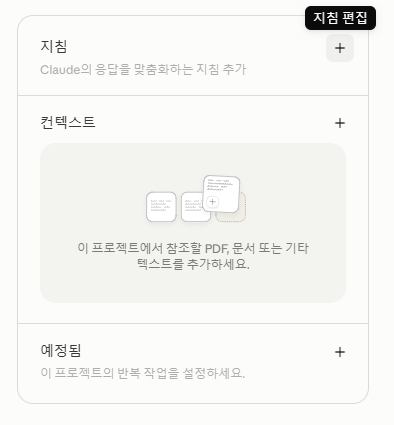 지침 편집
지침
Claude의 응답을 맞춤화하는 지침 추가
컨텍스트
이 프로젝트에서 참조할 PDF, 문서 또는 기타
텍스트를 추가하세요.
예정됨
이 프로젝트의 반복 작업을 설정하세요.